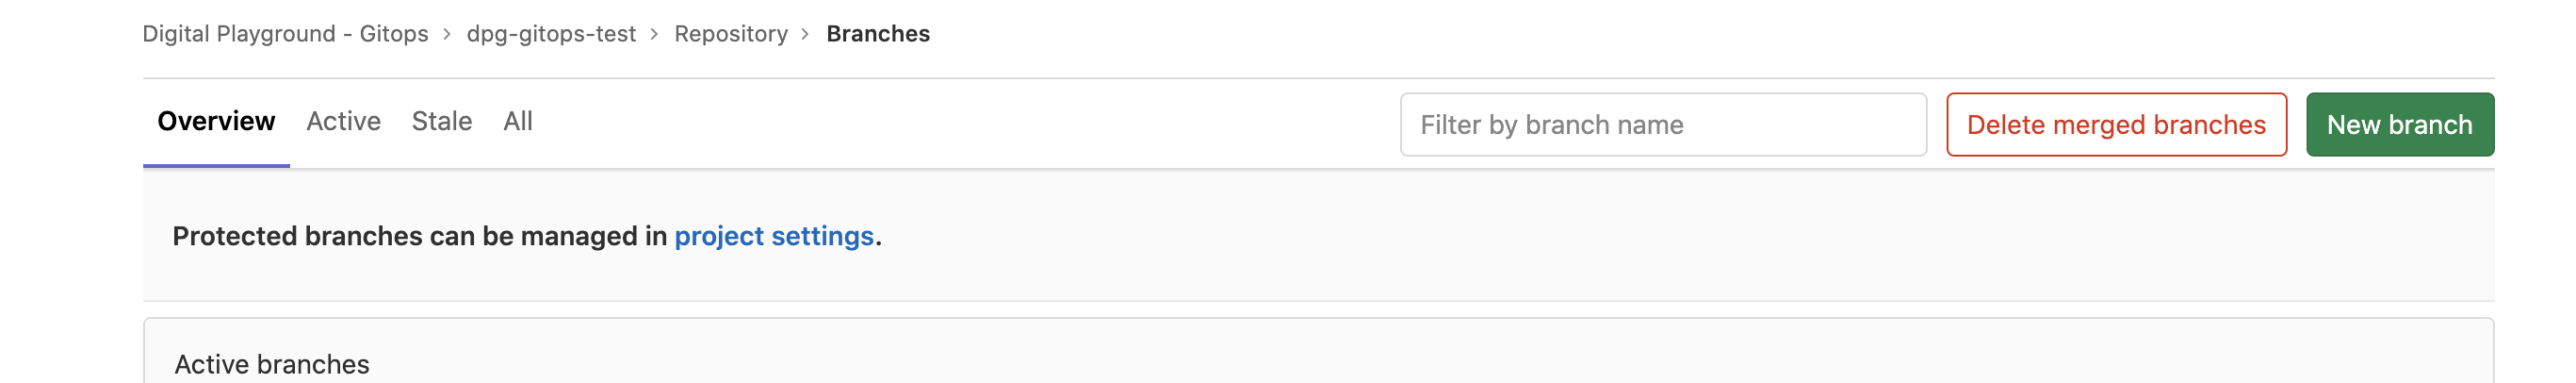 Digital Playground - Gitops > dpg-gitops-test > Repository > Branches
Overview Active Stale All Filter by branch name Delete merged branches New branch
Protected branches can be managed in project settings.
Active branches